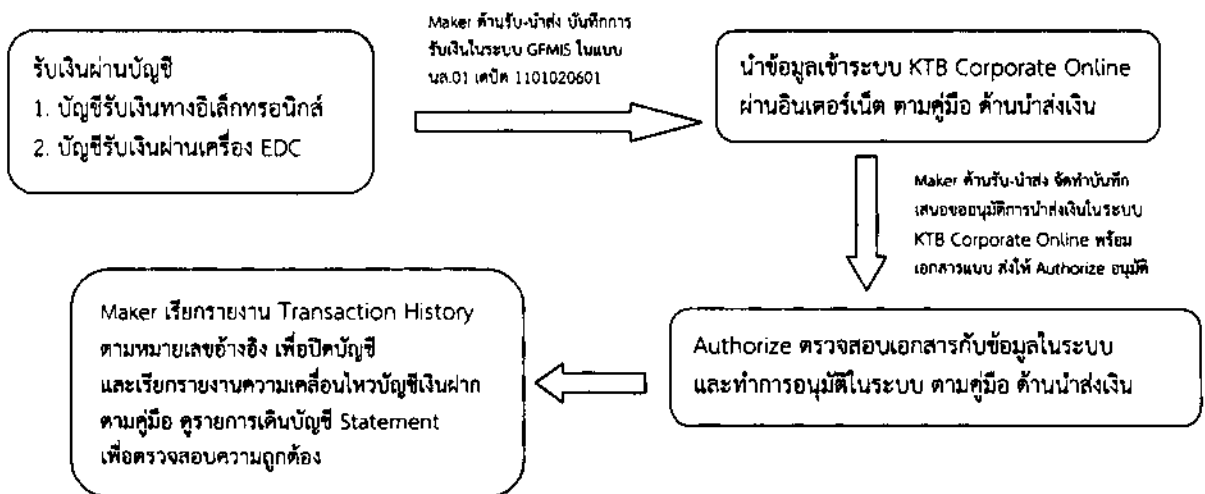 รับเงินผ่านบัญชี
1. บัญชีรับเงินทางอิเล็กทรอนิกส์
2. บัญชีรับเงินผ่านเครื่อง EDC
Maker ด้านรับ-นำส่ง บันทึกการ
รับเงินในระบบ GFMIS ในแบบ
นส.01 เดบิต 1101020601
นำข้อมูลเข้าระบบ KTB Corporate Online
ผ่านอินเตอร์เน็ต ตามคู่มือ ด้านนำส่งเงิน
Maker ด้านรับ-นำส่ง จัดทำบันทึก
เสนอขออนุมัติการนำส่งเงินในระบบ
KTB Corporate Online พร้อม
เอกสารแบบ ส่งให้ Authorize อนุมัติ
Authorize ตรวจสอบเอกสารกับข้อมูลในระบบ
และทำการอนุมัติในระบบ ตามคู่มือ ด้านนำส่งเงิน
Maker เรียกรายงาน Transaction History
ตามหมายเลขอ้างอิง เพื่อปิดบัญชี
และเรียกรายงานความเคลื่อนไหวบัญชีเงินฝาก
ตามคู่มือ ดูรายการเดินบัญชี Statement
เพื่อตรวจสอบความถูกต้อง